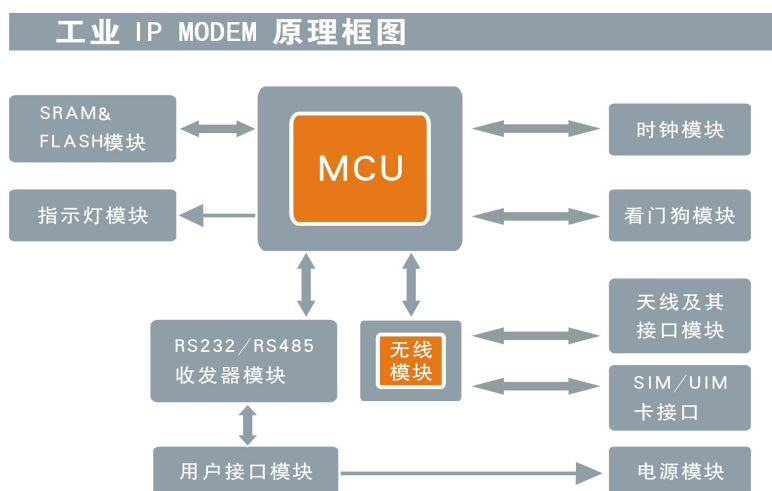 工业 IP MODEM 原理框图
SRAM&
FLASH模块
MCU
时钟模块
指示灯模块
看门狗模块
天线及其
接口模块
RS232/RS485
收发器模块
无线
模块
SIM/UIM
卡接口
用户接口模块
电源模块